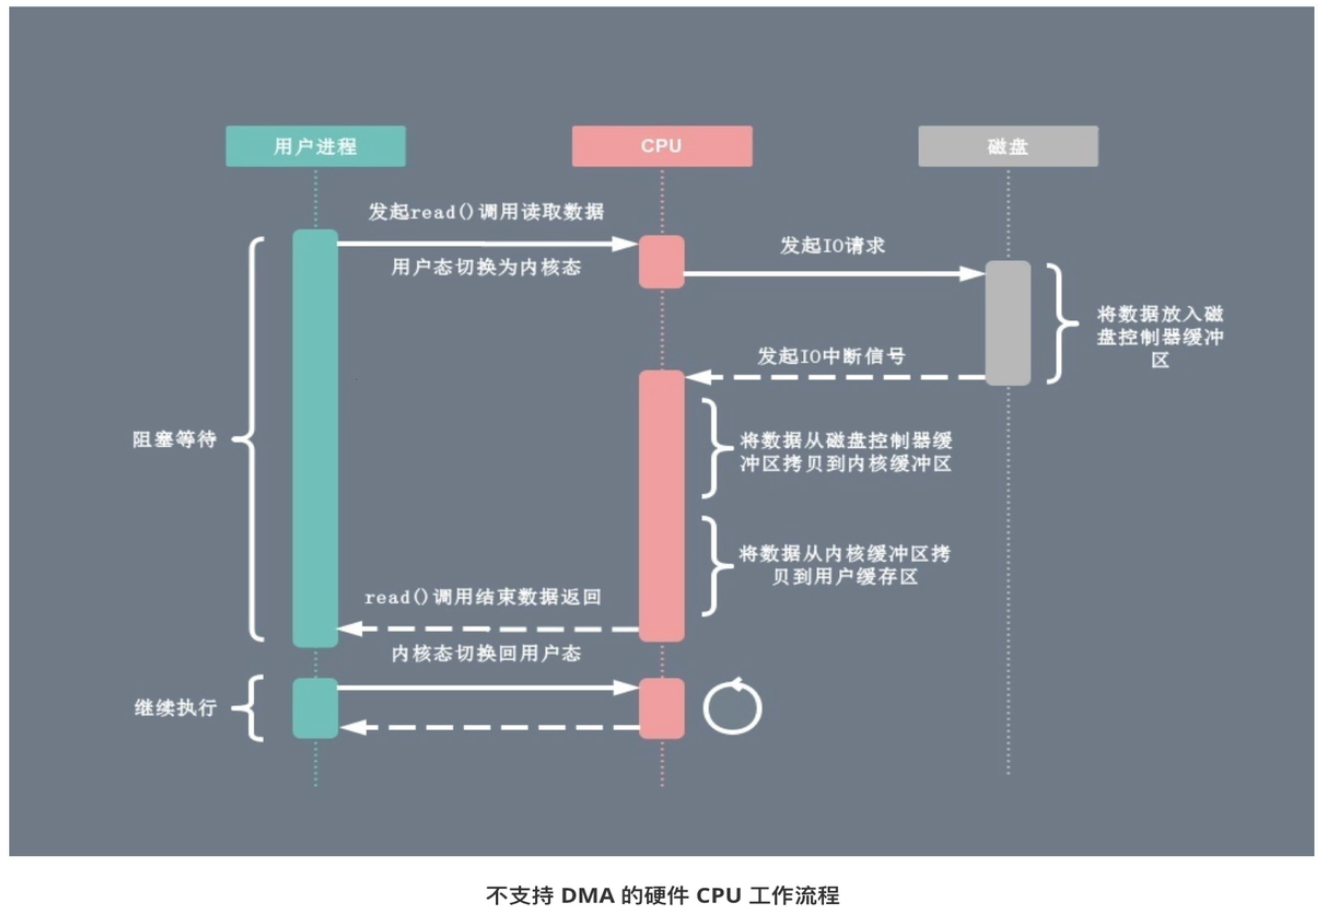 用户进程
CPU
磁盘
发起read()调用读取数据
用户态切换为内核态
发起IO请求
将数据放入磁
盘控制器缓冲
区
发起IO中断信号
阻塞等待
将数据从磁盘控制器缓
冲区拷贝到内核缓冲区
将数据从内核缓冲区拷
贝到用户缓存区
read()调用结束数据返回
内核态切换回用户态
继续执行
不支持 DMA 的硬件 CPU 工作流程